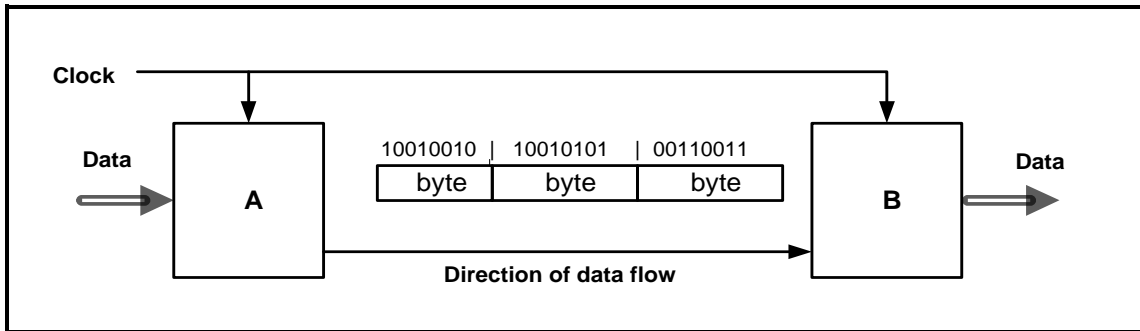 Clock
Data
10010010 | 10010101 | 00110011
Data
byte byte byte
A
B
Direction of data flow